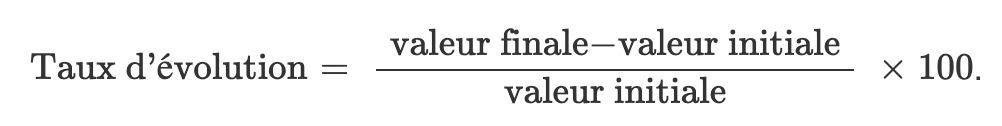 Taux d’évolution = valeur finale−valeur initiale / valeur initiale × 100.